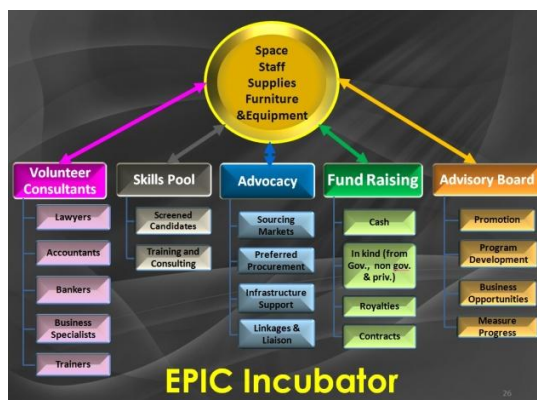 Space
Staff
Supplies
Furniture
&Equipment
Volunteer
Consultants
Skills Pool
Advocacy
Fund Raising
Advisory Board
Lawyers
Accountants
Bankers
Business
Specialists
Trainers
Screened
Candidates
Training and
Consulting
Sourcing
Markets
Preferred
Procurement
Infrastructure
Support
Linkages &
Liaison
Cash
In kind (from
Gov., non gov.
& priv.)
Royalties
Contracts
Promotion
Program
Development
Business
Opportunities
Measure
Progress
EPIC Incubator
26